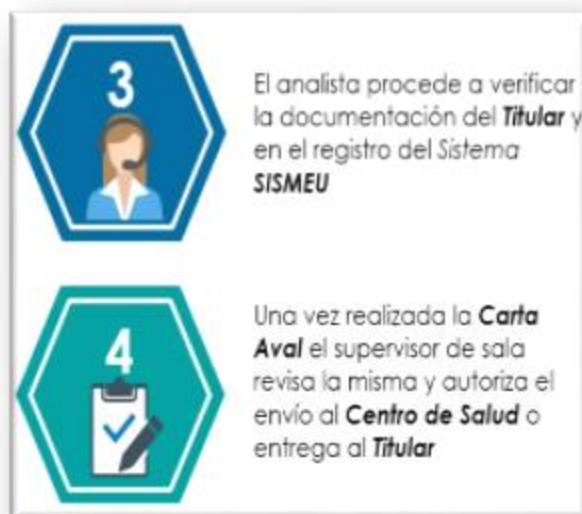 3
El analista procede a verificar
la documentación del Titular y
en el registro del Sistema
SISMEU
4
Una vez realizada la Carta
Aval el supervisor de sala
revisa la misma y autoriza el
envío al Centro de Salud o
entrega al Titular